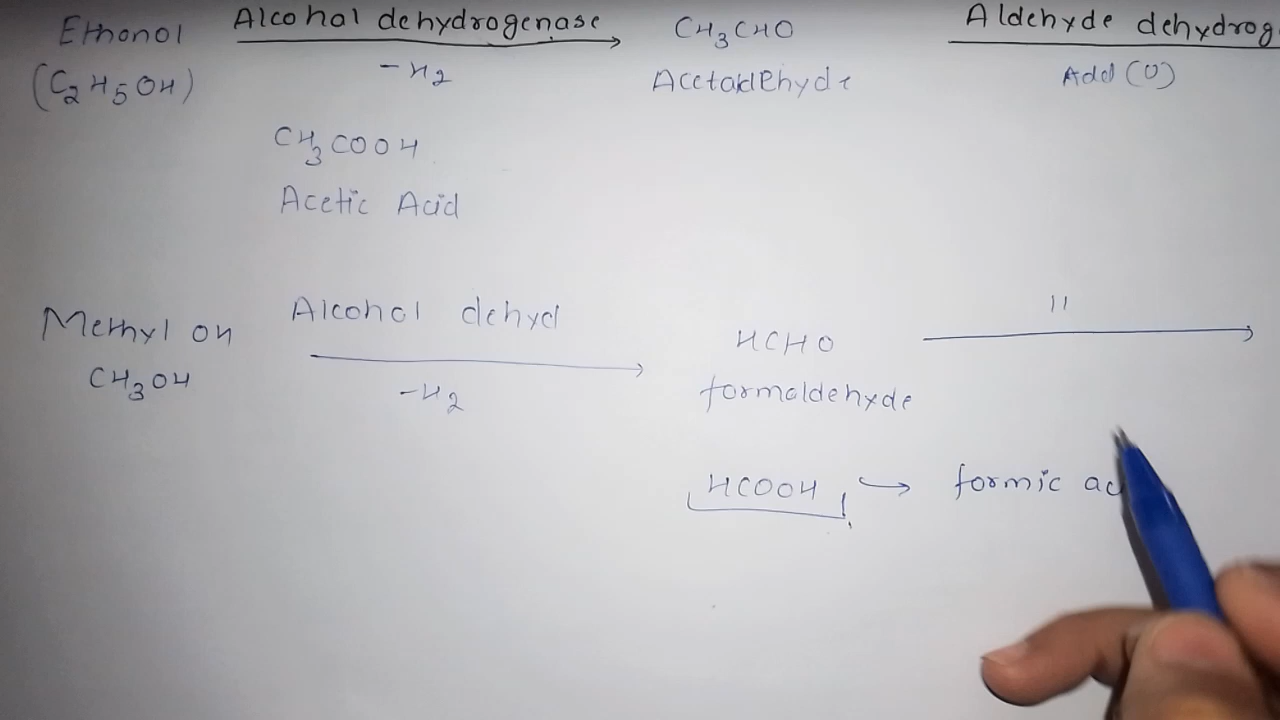 Ethonol Alcohol dehydrogenase CH3CHO Aldehyde dehydrog
(C2H5OH) -H2 Acetaldehyde Add (O)
CH3COOH
Acetic Acid
Methyl OH Alcohol dehyd HCHO "
CH3OH -H2 formaldehyde
HCOOH → formic ac